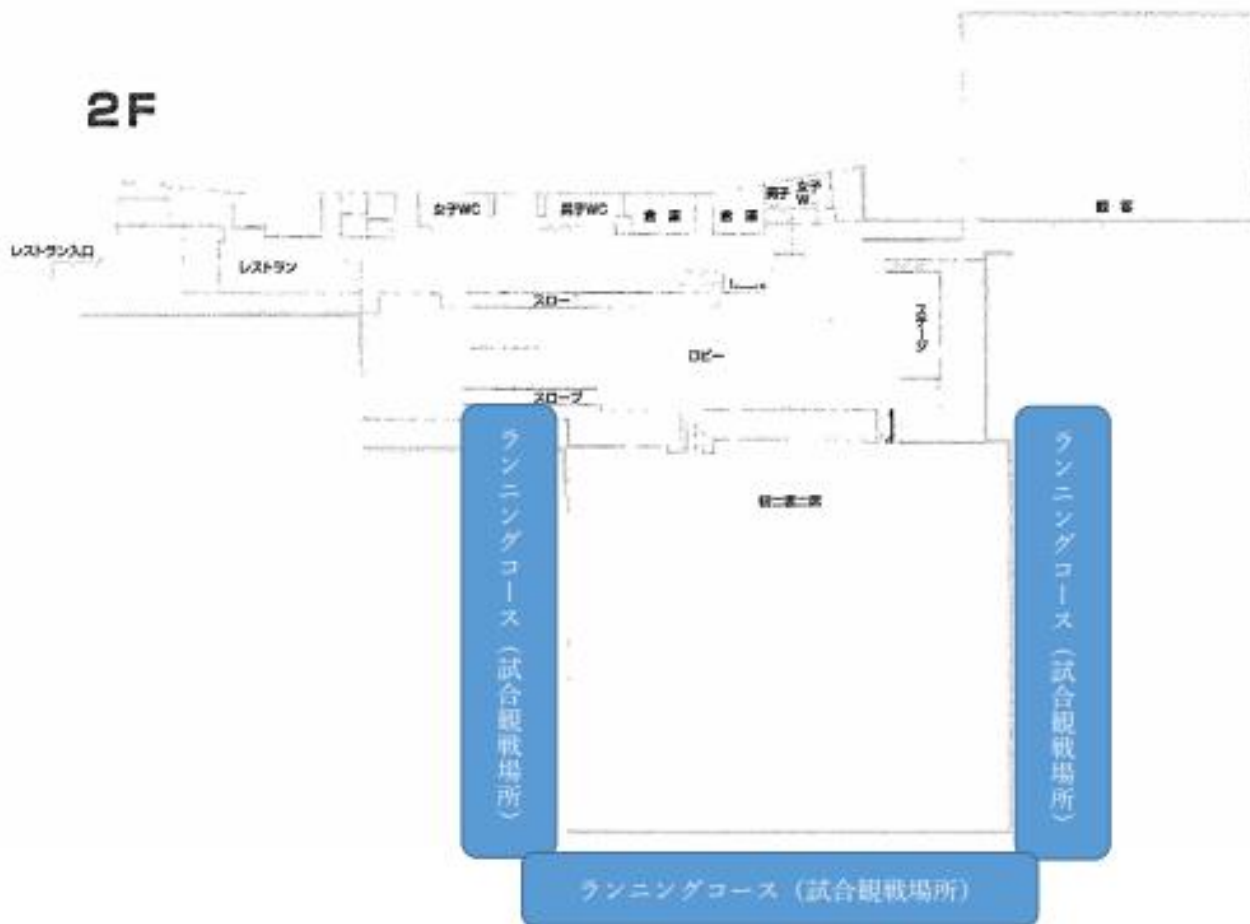 2F
女子WC
男子WC
倉庫
倉庫
男子
女子
W
レストラン入口
レストラン
スロー
スロープ
ロビー
ステージ
ランニングコース（試合観戦場所）
ランニングコース（試合観戦場所）
ランニングコース（試合観戦場所）